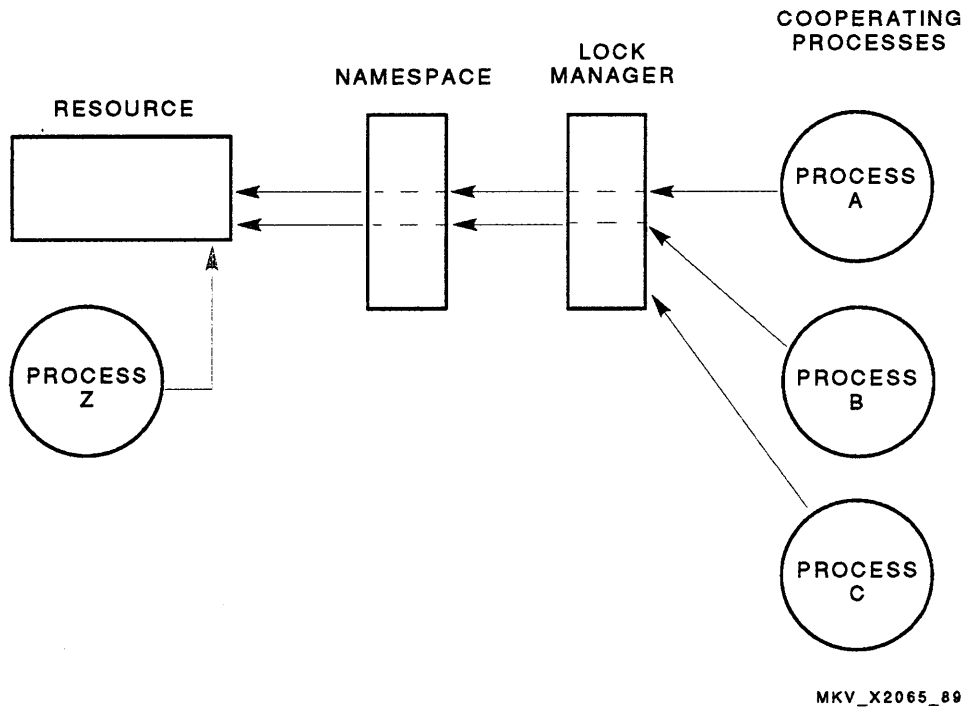 COOPERATING
PROCESSES
LOCK
MANAGER
NAMESPACE
RESOURCE
PROCESS
A
PROCESS
Z
PROCESS
B
PROCESS
C
MKV_X2065_89